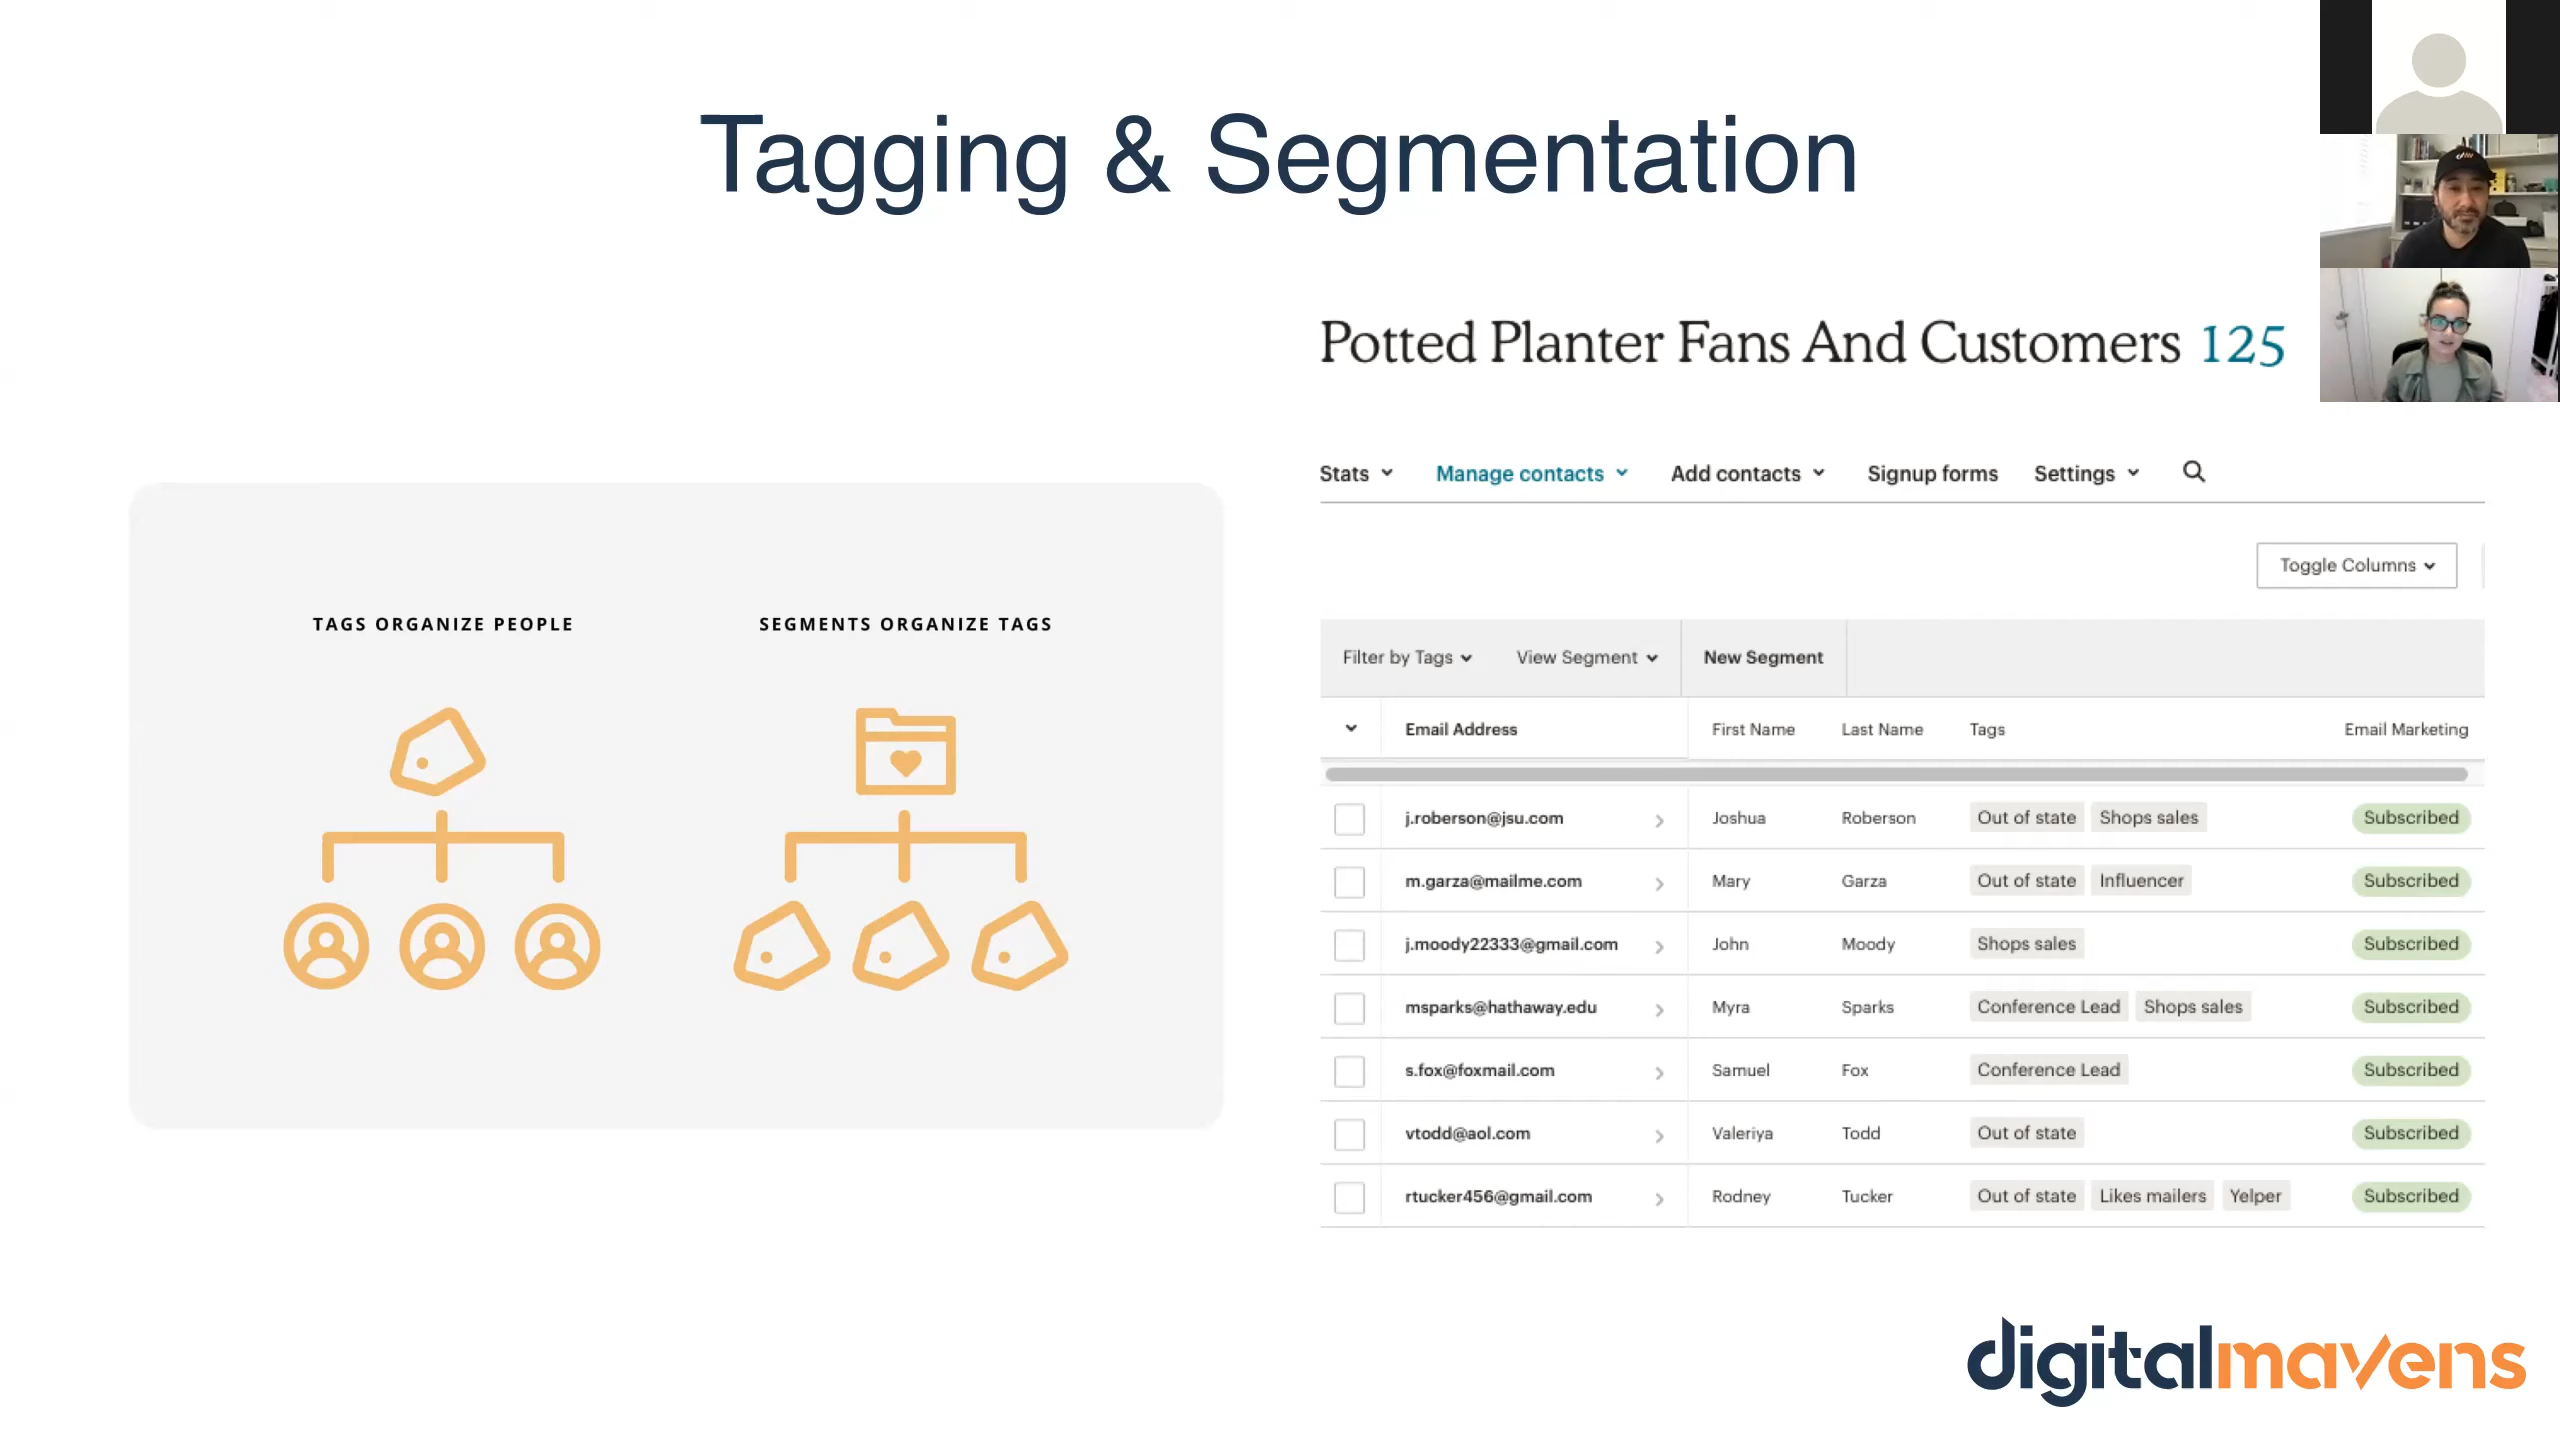 Tagging & Segmentation
TAGS ORGANIZE PEOPLE
SEGMENTS ORGANIZE TAGS
Potted Planter Fans And Customers 125
Stats Manage contacts Add contacts Signup forms Settings
Toggle Columns
Filter by Tags View Segment New Segment
Email Address First Name Last Name Tags Email Marketing
j.roberson@jsu.com Joshua Roberson Out of state Shops sales Subscribed
m.garza@mailme.com Mary Garza Out of state Influencer Subscribed
j.moody22333@gmail.com John Moody Shops sales Subscribed
msparks@hathaway.edu Myra Sparks Conference Lead Shops sales Subscribed
s.fox@foxmail.com Samuel Fox Conference Lead Subscribed
vtodd@aol.com Valeriya Todd Out of state Subscribed
rtucker456@gmail.com Rodney Tucker Out of state Likes mailers Yelper Subscribed
digitalmavens